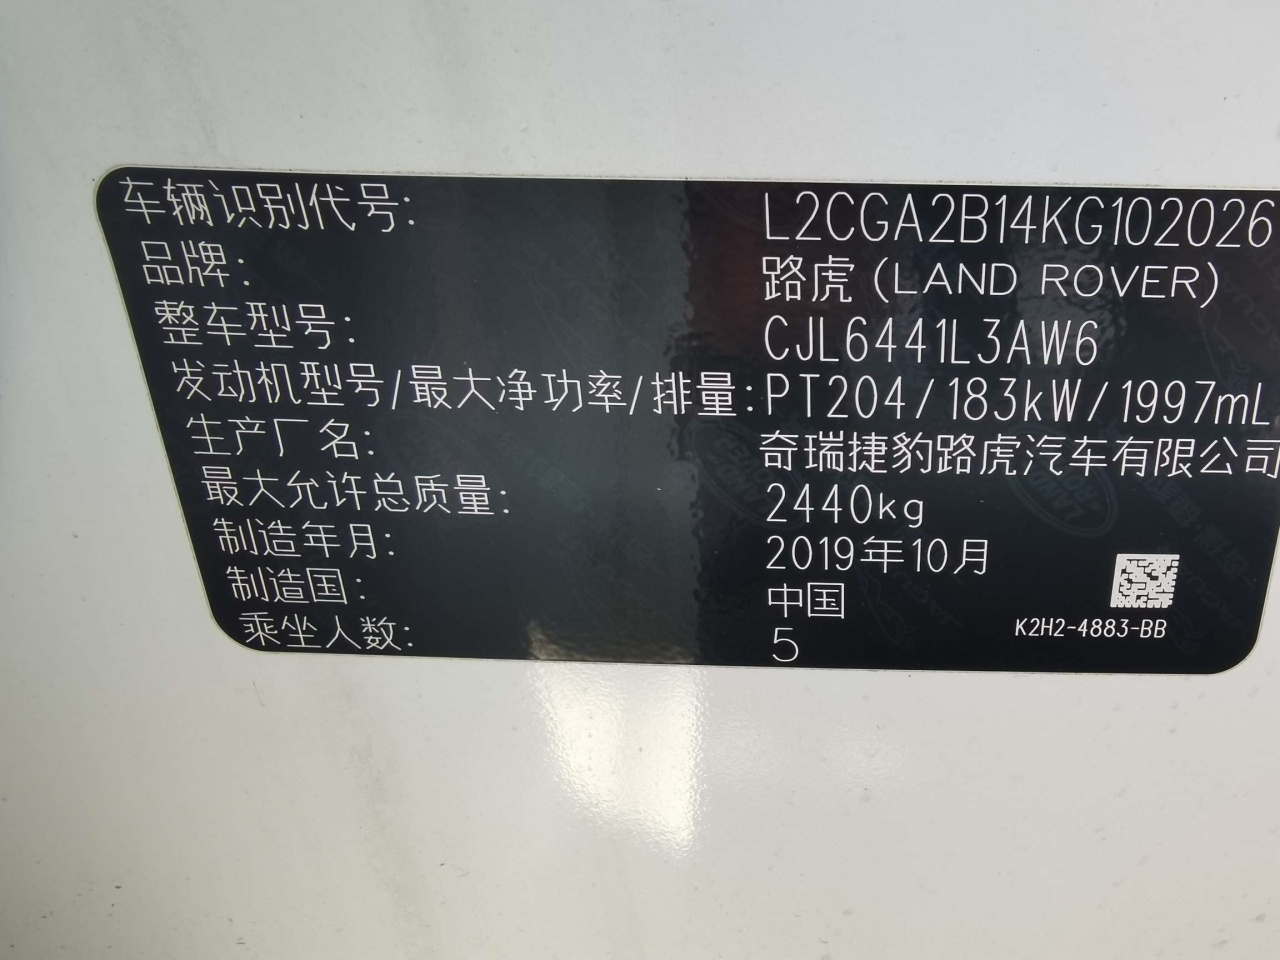 车辆识别代号: L2CGA2B14KG102026
品牌: 路虎 (LAND ROVER)
整车型号: CJL6441L3AW6
发动机型号/最大净功率/排量: PT204/183kW/1997mL
生产厂名: 奇瑞捷豹路虎汽车有限公司
最大允许总质量: 2440kg
制造年月: 2019年10月
制造国: 中国
乘坐人数: 5
K2H2-4883-BB